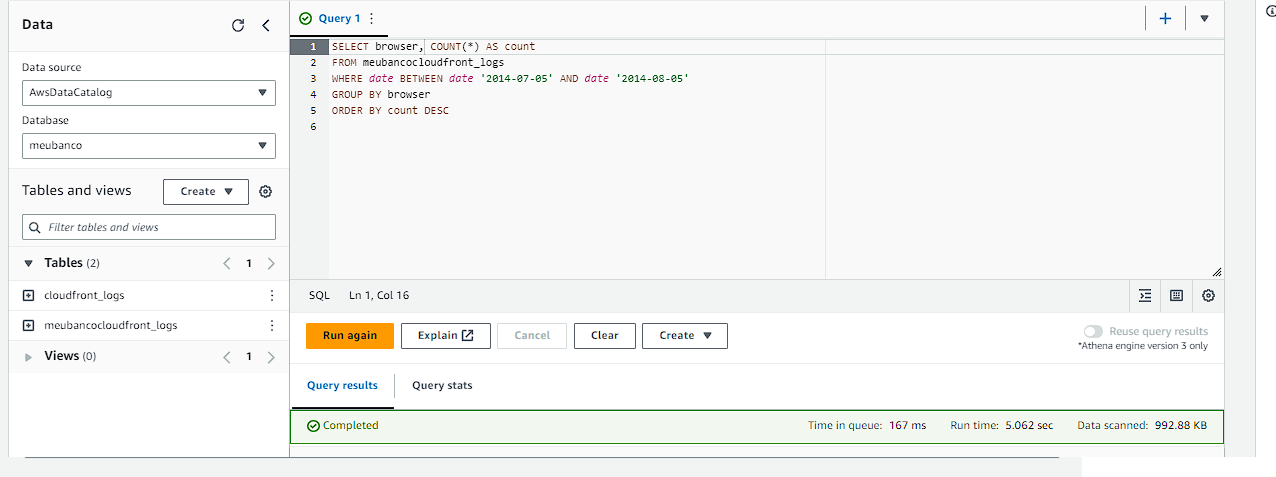 Data
Data source
AwsDataCatalog
Database
meubanco
Tables and views
Create
Filter tables and views
Tables (2)
1
cloudfront_logs
meubancocloudfront_logs
Views (0)
1
Query 1
1 SELECT browser, COUNT(*) AS count
2 FROM meubancocloudfront_logs
3 WHERE date BETWEEN date '2014-07-05' AND date '2014-08-05'
4 GROUP BY browser
5 ORDER BY count DESC
6
SQL Ln 1, Col 16
Run again Explain Cancel Clear Create
Reuse query results
*Athena engine version 3 only
Query results Query stats
Completed Time in queue: 167 ms Run time: 5.062 sec Data scanned: 992.88 KB